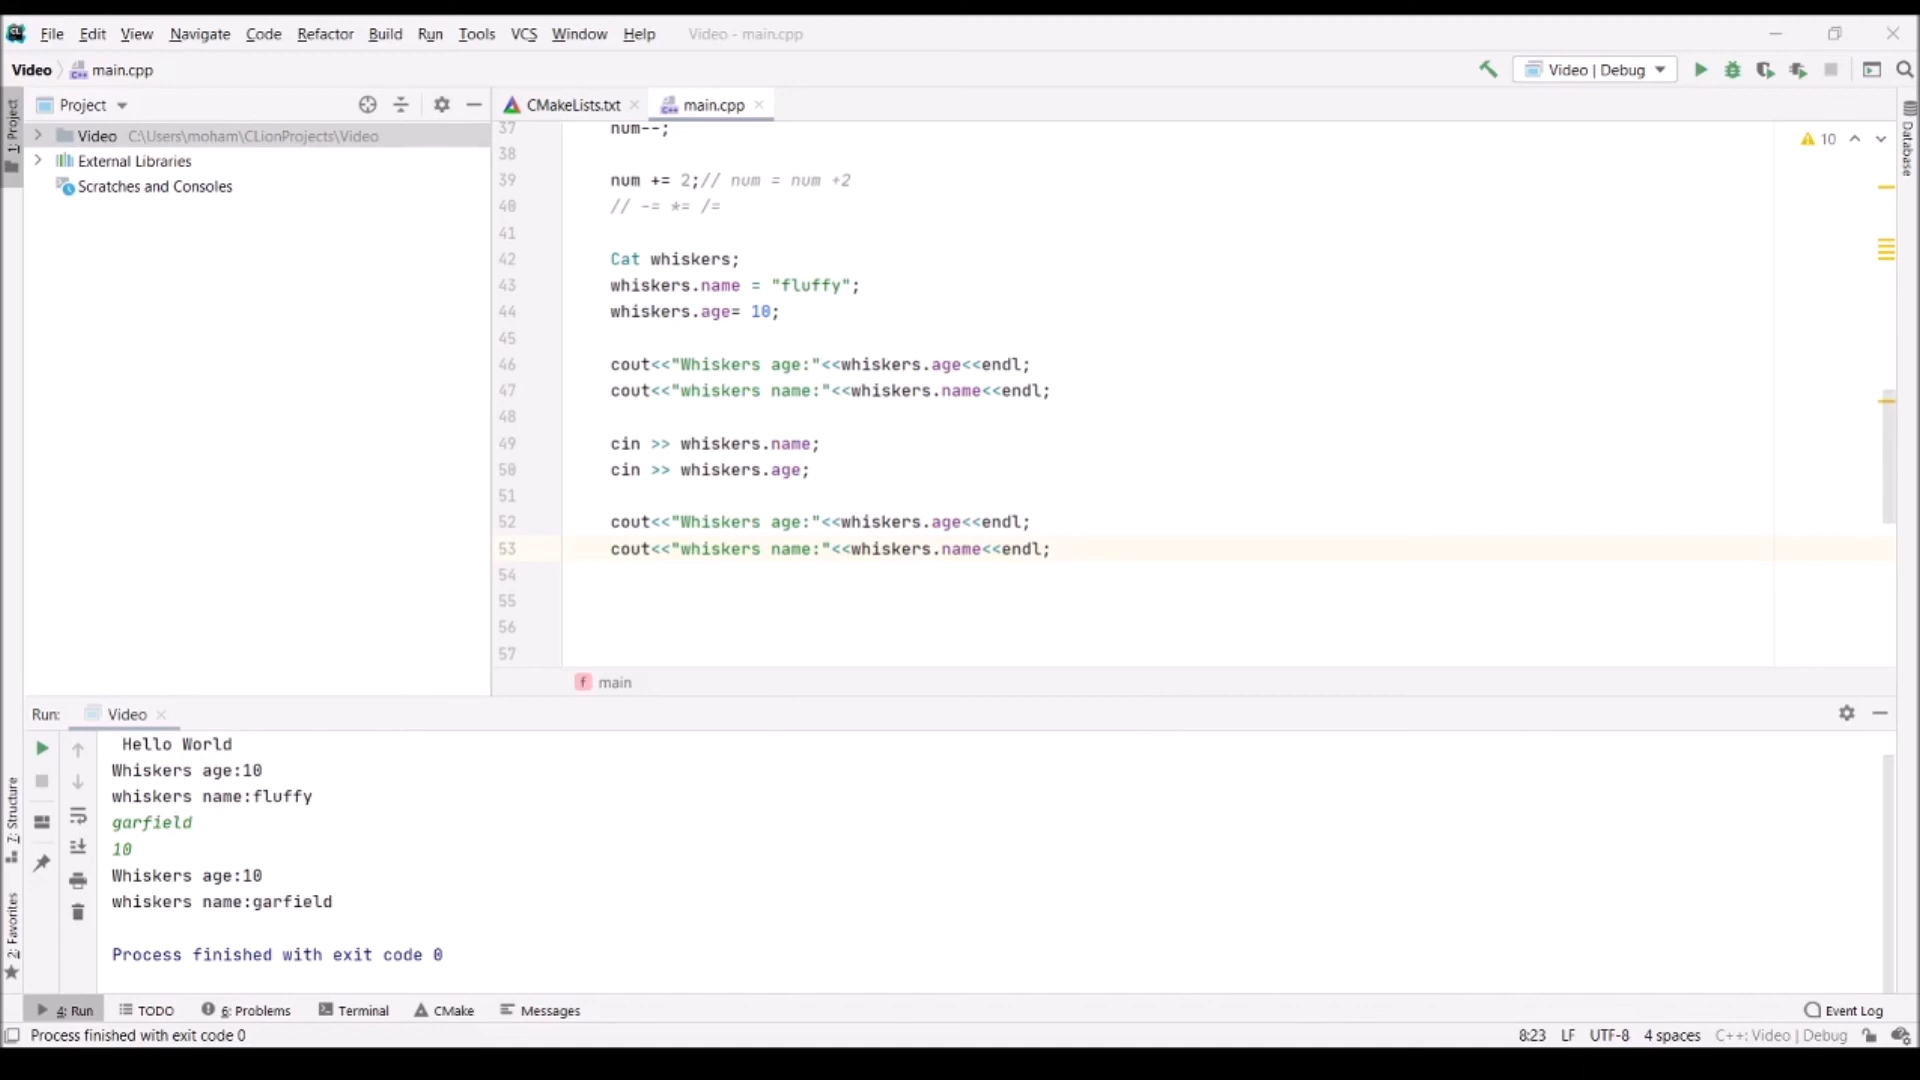 File Edit View Navigate Code Refactor Build Run Tools VCS Window Help Video - main.cpp
Video main.cpp Video | Debug
1: Project
Project
CMakeLists.txt main.cpp
Database
Video C:\Users\moham\CLionProjects\Video
External Libraries
Scratches and Consoles
10
37 num--;
38
39 num += 2;// num = num +2
40 // -= *= /=
41
42 Cat whiskers;
43 whiskers.name = "fluffy";
44 whiskers.age= 10;
45
46 cout<<"Whiskers age:"<<whiskers.age<<endl;
47 cout<<"whiskers name:"<<whiskers.name<<endl;
48
49 cin >> whiskers.name;
50 cin >> whiskers.age;
51
52 cout<<"Whiskers age:"<<whiskers.age<<endl;
53 cout<<"whiskers name:"<<whiskers.name<<endl;
54
55
56
57
f main
Run: Video
Hello World
Whiskers age:10
whiskers name:fluffy
garfield
10
Whiskers age:10
whiskers name:garfield
Process finished with exit code 0
7: Structure
2: Favorites
4: Run TODO 6: Problems Terminal CMake Messages Event Log
Process finished with exit code 0 8:23 LF UTF-8 4 spaces C++: Video | Debug